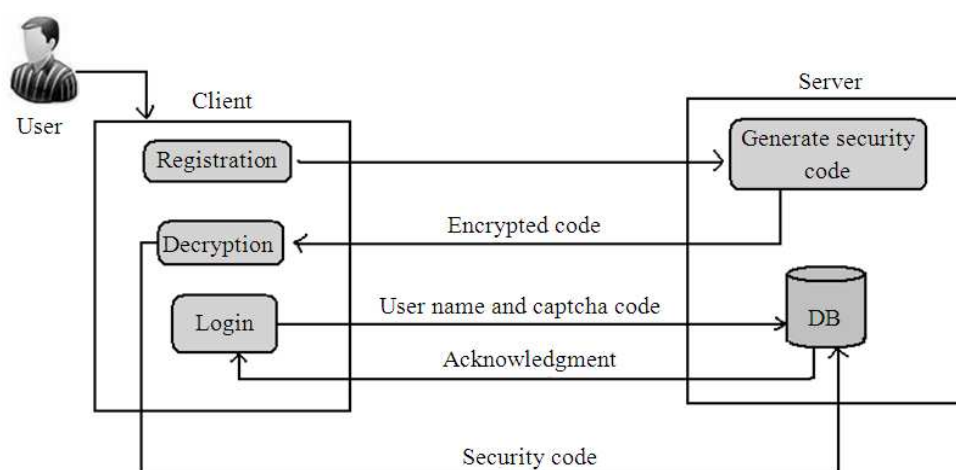 User
Client
Server
Registration
Generate security
code
Encrypted code
Decryption
User name and captcha code
Login
DB
Acknowledgment
Security code